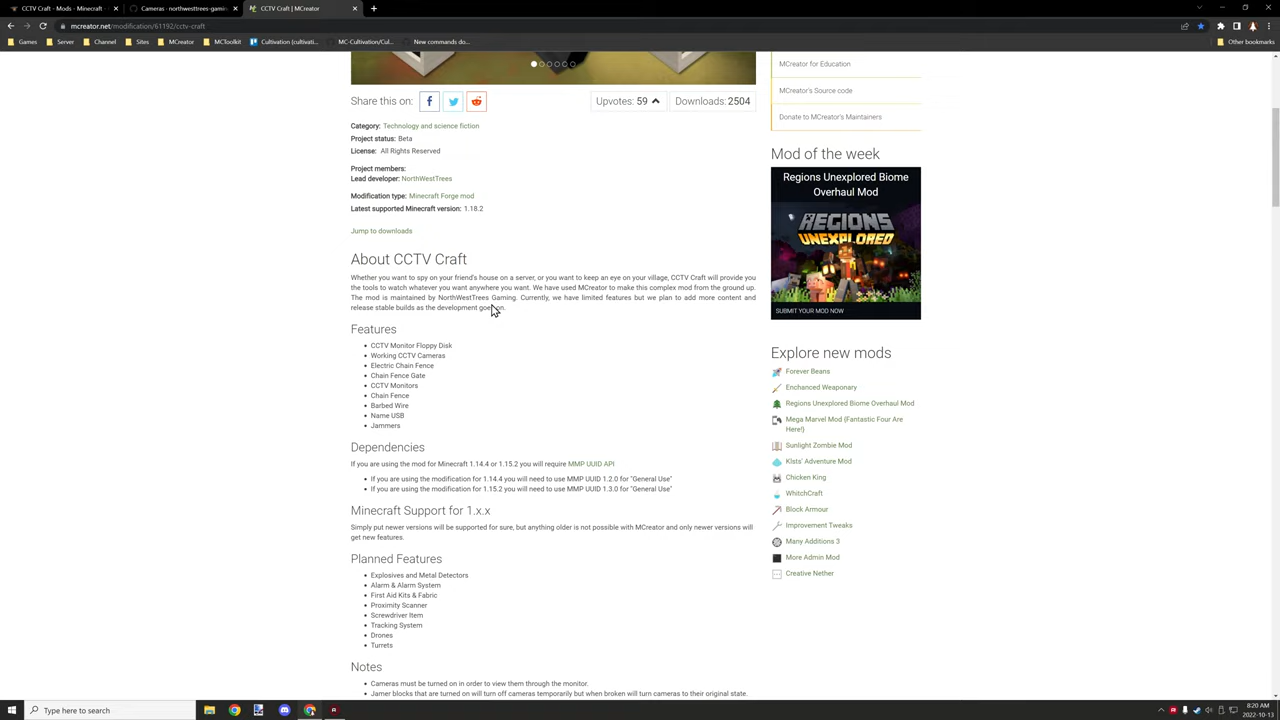 CCTV Craft - Mods - Minecraft -
Cameras - northwesttrees-gamin
CCTV Craft | MCreator
mcreator.net/modification/61192/cctv-craft
Games
Server
Channel
Sites
MCreator
MCToolkit
Cultivation (cultivati...
MC-Cultivation/Cul...
New commands do...
Other bookmarks
Share this on:
Upvotes: 59
Downloads: 2504
Category: Technology and science fiction
Project status: Beta
License: All Rights Reserved
Project members:
Lead developer: NorthWestTrees
Modification type: Minecraft Forge mod
Latest supported Minecraft version: 1.18.2
Jump to downloads
About CCTV Craft
Whether you want to spy on your friend's house on a server, or you want to keep an eye on your village, CCTV Craft will provide you
the tools to watch whatever you want anywhere you want. We have used MCreator to make this complex mod from the ground up.
The mod is maintained by NorthWestTrees Gaming. Currently, we have limited features but we plan to add more content and
release stable builds as the development goes on.
Features
CCTV Monitor Floppy Disk
Working CCTV Cameras
Electric Chain Fence
Chain Fence Gate
CCTV Monitors
Chain Fence
Barbed Wire
Name USB
Jammers
Dependencies
If you are using the mod for Minecraft 1.14.4 or 1.15.2 you will require MMP UUID API
If you are using the modification for 1.14.4 you will need to use MMP UUID 1.2.0 for "General Use"
If you are using the modification for 1.15.2 you will need to use MMP UUID 1.3.0 for "General Use"
Minecraft Support for 1.x.x
Simply put newer versions will be supported for sure, but anything older is not possible with MCreator and only newer versions will
get new features.
Planned Features
Explosives and Metal Detectors
Alarm & Alarm System
First Aid Kits & Fabric
Proximity Scanner
Screwdriver Item
Tracking System
Drones
Turrets
Notes
Cameras must be turned on in order to view them through the monitor.
Jamer blocks that are turned on will turn off cameras temporarily but when broken will turn cameras to their original state.
MCreator for Education
MCreator's Source code
Donate to MCreator's Maintainers
Mod of the week
Regions Unexplored Biome
Overhaul Mod
REGIONS
UNEXPLORED
SUBMIT YOUR MOD NOW
Explore new mods
Forever Beans
Enchanted Weaponary
Regions Unexplored Biome Overhaul Mod
Mega Marvel Mod {Fantastic Four Are
Here!}
Sunlight Zombie Mod
Klsts' Adventure Mod
Chicken King
WhitchCraft
Block Armour
Improvement Tweaks
Many Additions 3
More Admin Mod
Creative Nether
Type here to search
8:20 AM
2022-10-13